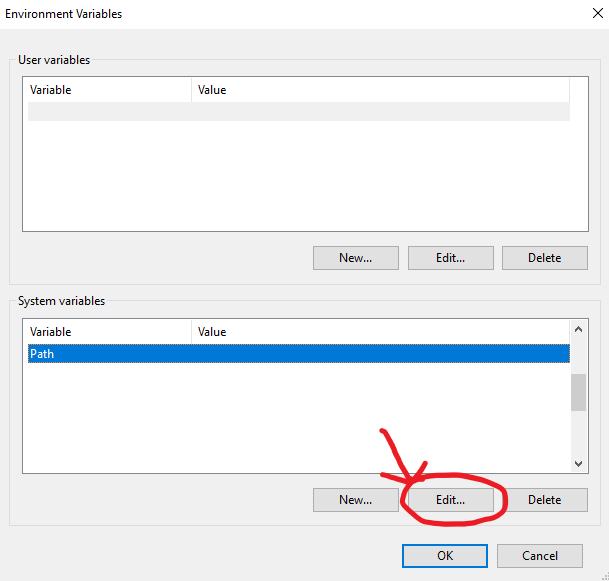 Environment Variables
User variables
Variable Value
New... Edit... Delete
System variables
Variable Value
Path
New... Edit... Delete
OK Cancel